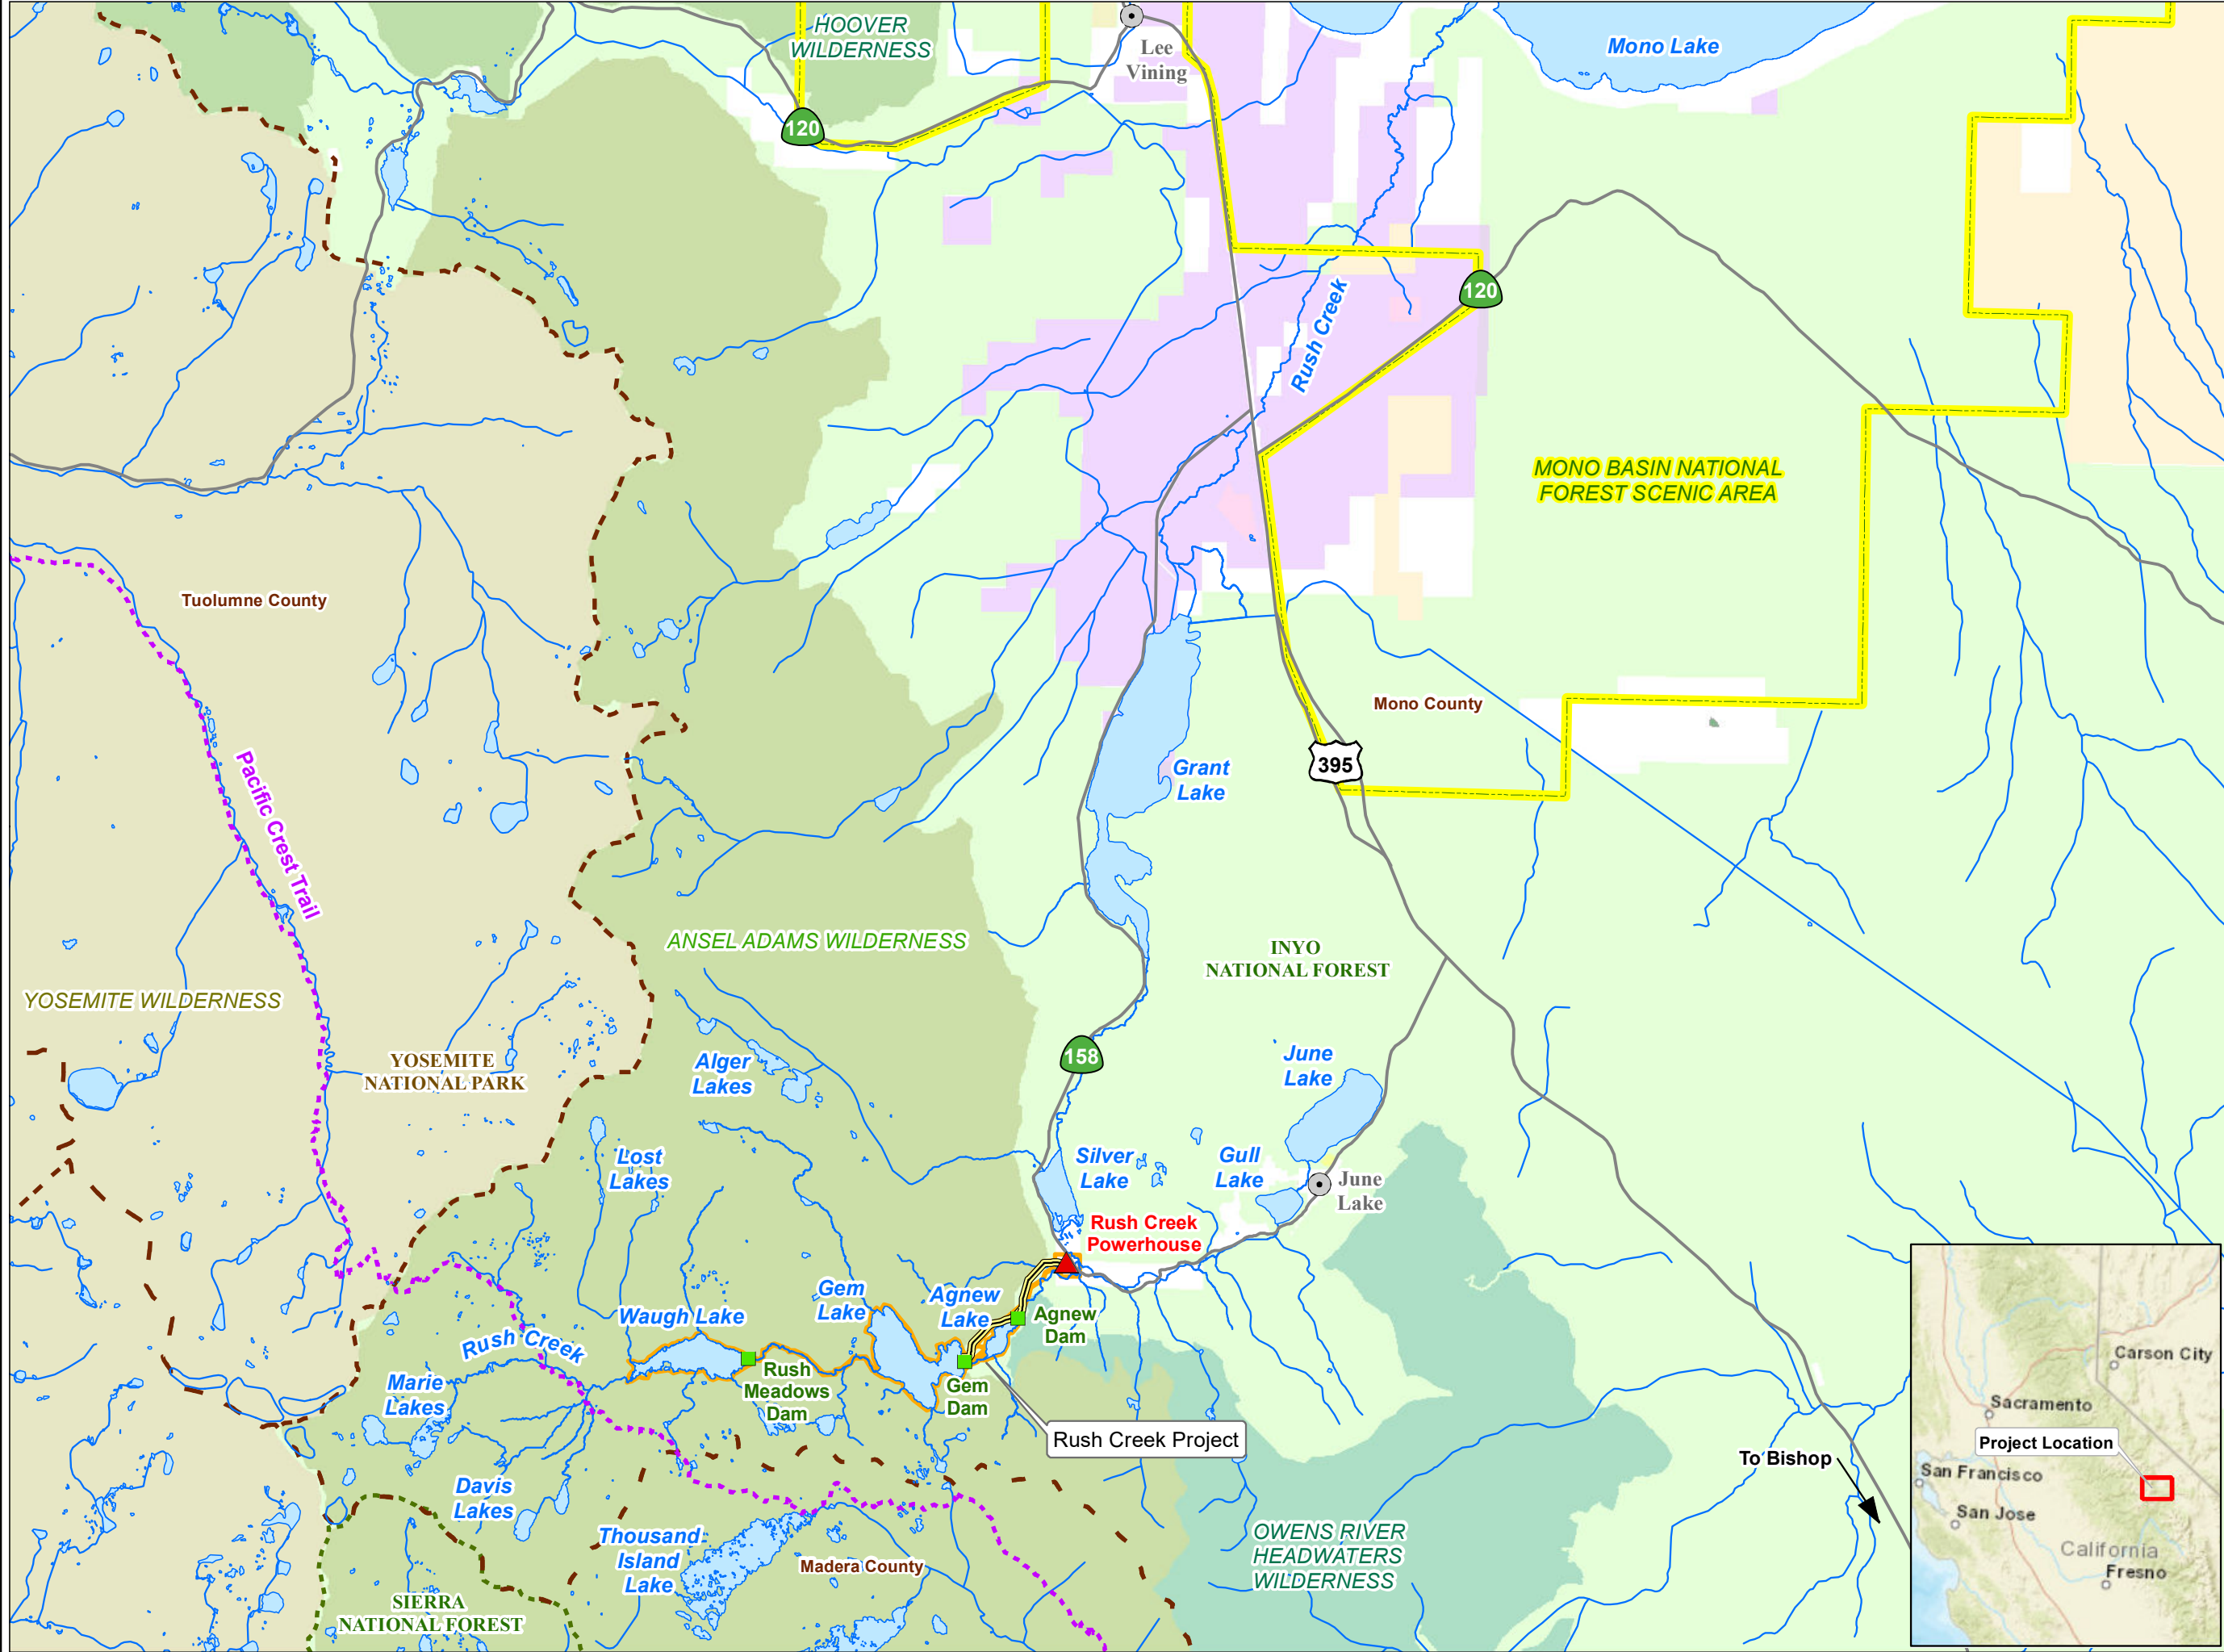 HOOVER
WILDERNESS
Lee
Vining
Mono Lake
120
120
Rush Creek
MONO BASIN NATIONAL
FOREST SCENIC AREA
Tuolumne County
Mono County
Pacific Crest Trail
395
Grant
Lake
ANSEL ADAMS WILDERNESS
INYO
NATIONAL FOREST
YOSEMITE WILDERNESS
YOSEMITE
NATIONAL PARK
Alger
Lakes
158
June
Lake
Lost
Lakes
Silver
Lake
Gull
Lake
June
Lake
Rush Creek
Powerhouse
Gem
Lake
Agnew
Lake
Waugh Lake
Agnew
Dam
Rush Creek
Rush
Meadows
Dam
Gem
Dam
Marie
Lakes
Rush Creek Project
Davis
Lakes
Thousand
Island
Lake
Madera County
OWENS RIVER
HEADWATERS
WILDERNESS
SIERRA
NATIONAL FOREST
To Bishop
Carson City
Sacramento
Project Location
San Francisco
San Jose
California
Fresno